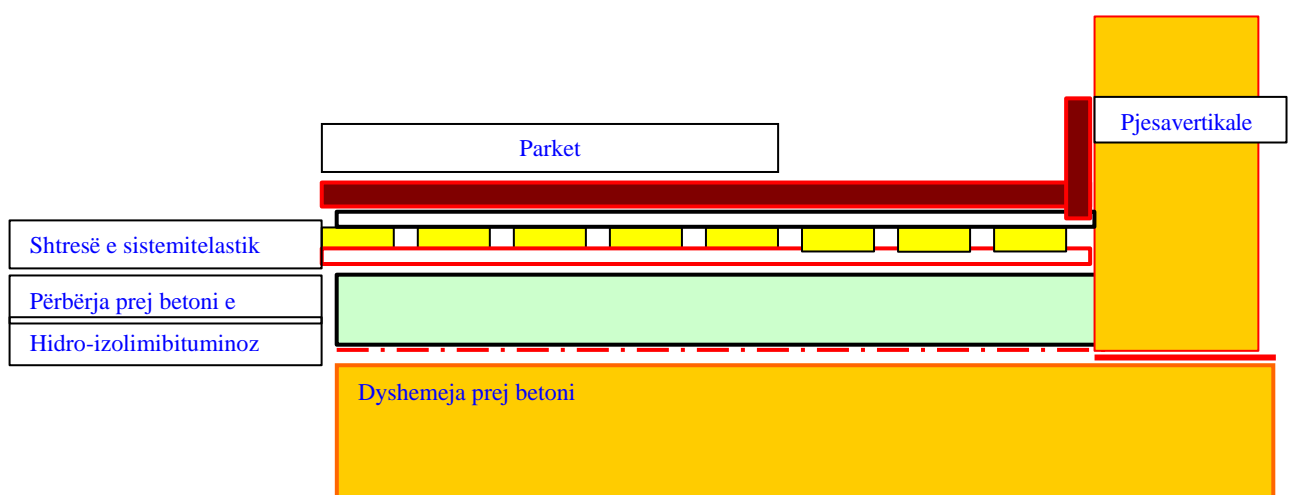 Parket
Pjesavertikale
Shtresë e sistemitelastik
Përbërja prej betoni e
Hidro-izolimibituminoz
Dyshemeja prej betoni